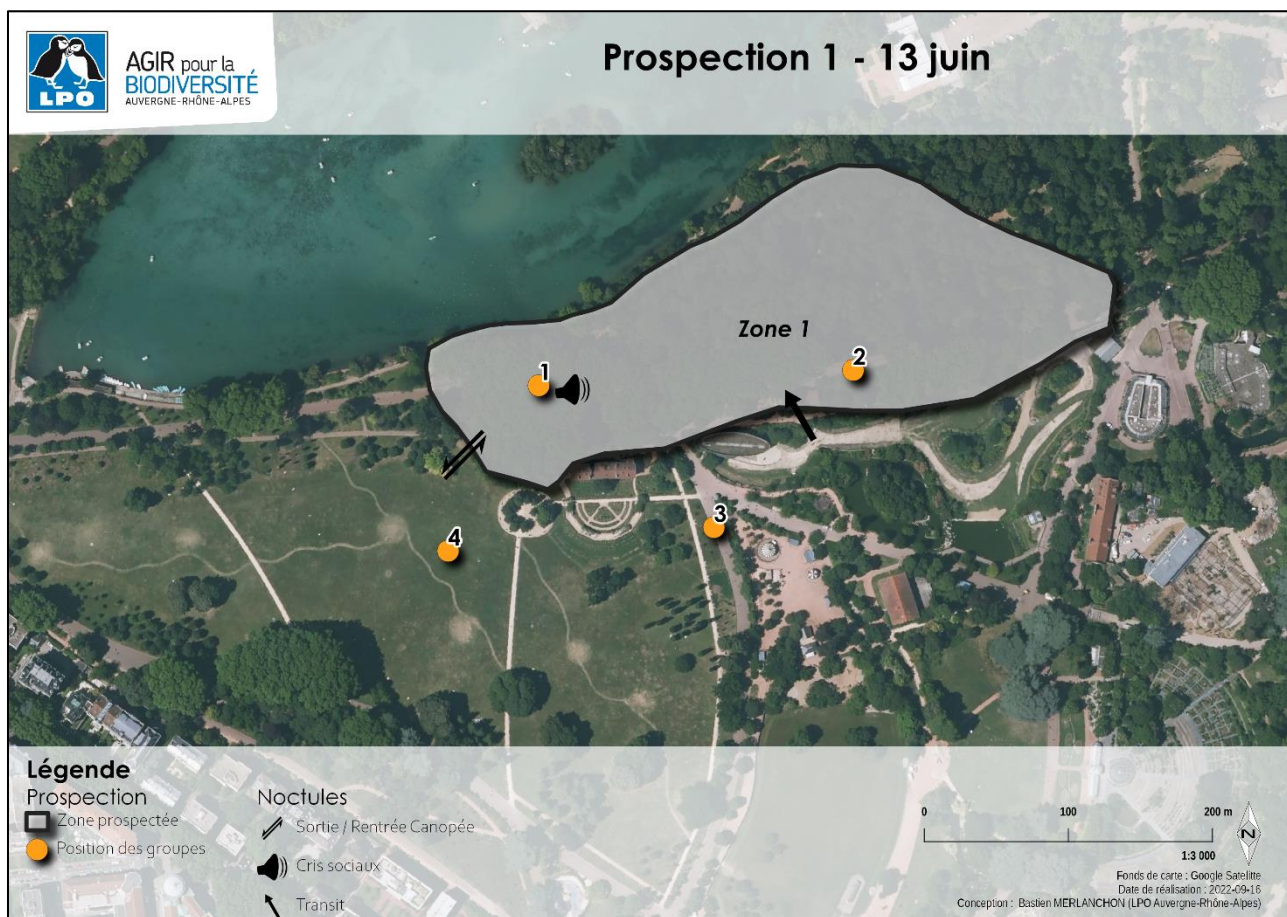 LPO
AGIR pour la
BIODIVERSITÉ
AUVERGNE-RHÔNE-ALPES
Prospection 1 - 13 juin
Zone 1
1
2
3
4
Légende
Prospection
Zone prospectée
Position des groupes
Noctules
Sortie / Rentrée Canopée
Cris sociaux
Transit
0 100 200 m
N
1:3 000
Fonds de carte : Google Satelitte
Date de réalisation : 2022-09-16
Conception : Bastien MERLANCHON (LPO Auvergne-Rhône-Alpes)